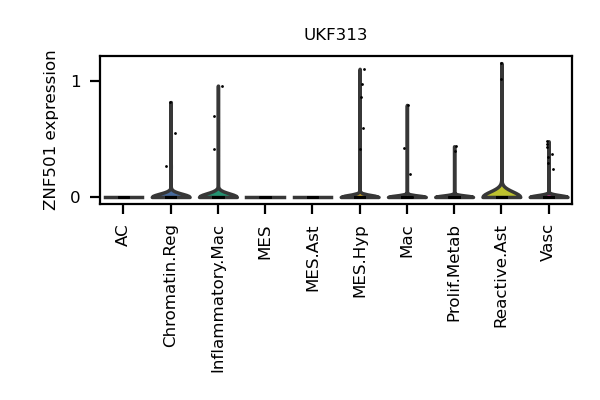 UKF313
ZNF501 expression
1
0
AC
Chromatin.Reg
Inflammatory.Mac
MES
MES.Ast
MES.Hyp
Mac
Prolif.Metab
Reactive.Ast
Vasc